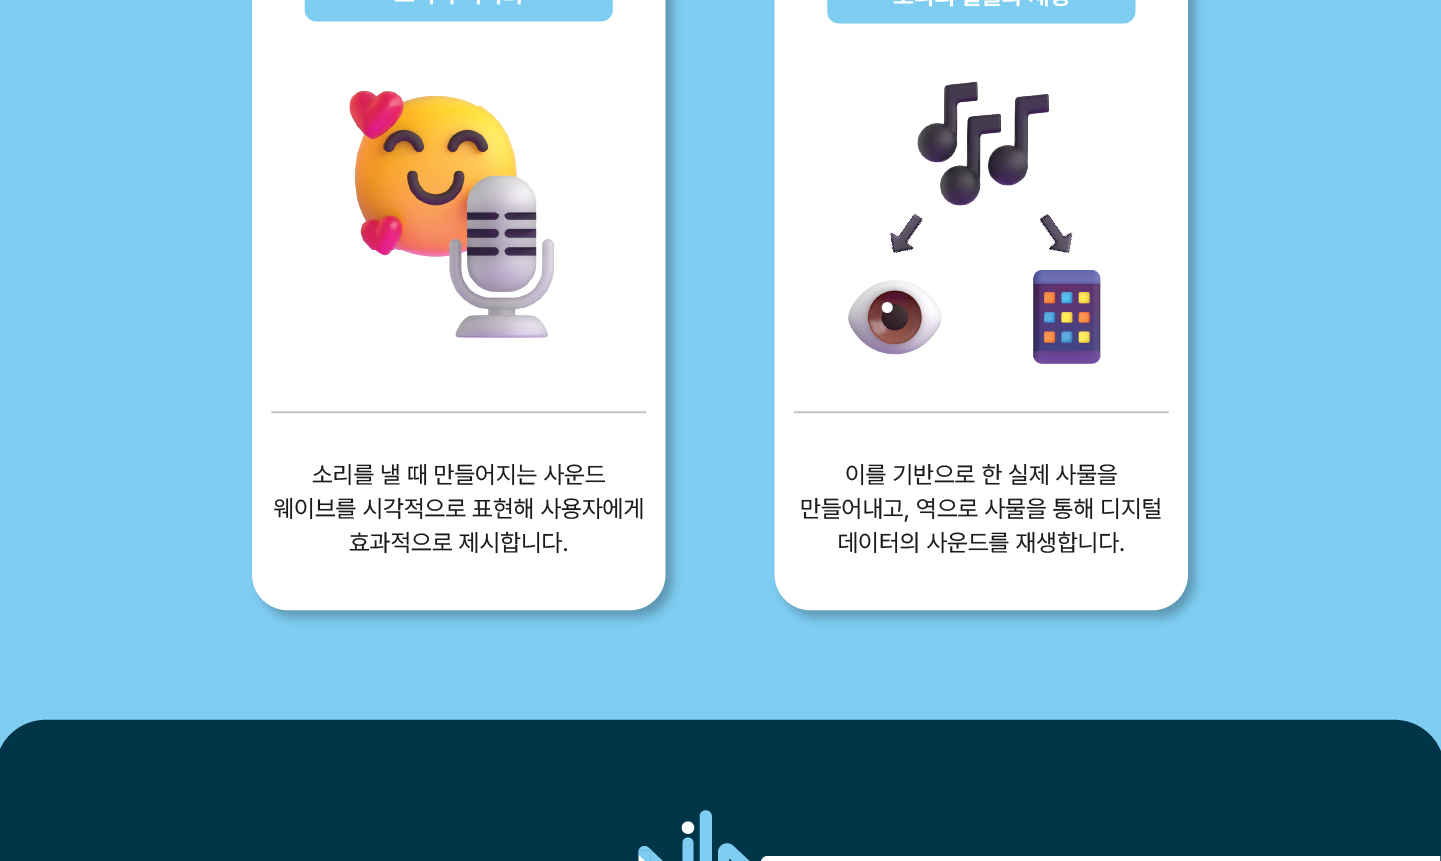 소리를 낼 때 만들어지는 사운드
웨이브를 시각적으로 표현해 사용자에게
효과적으로 제시합니다.
이를 기반으로 한 실제 사물을
만들어내고, 역으로 사물을 통해 디지털
데이터의 사운드를 재생합니다.